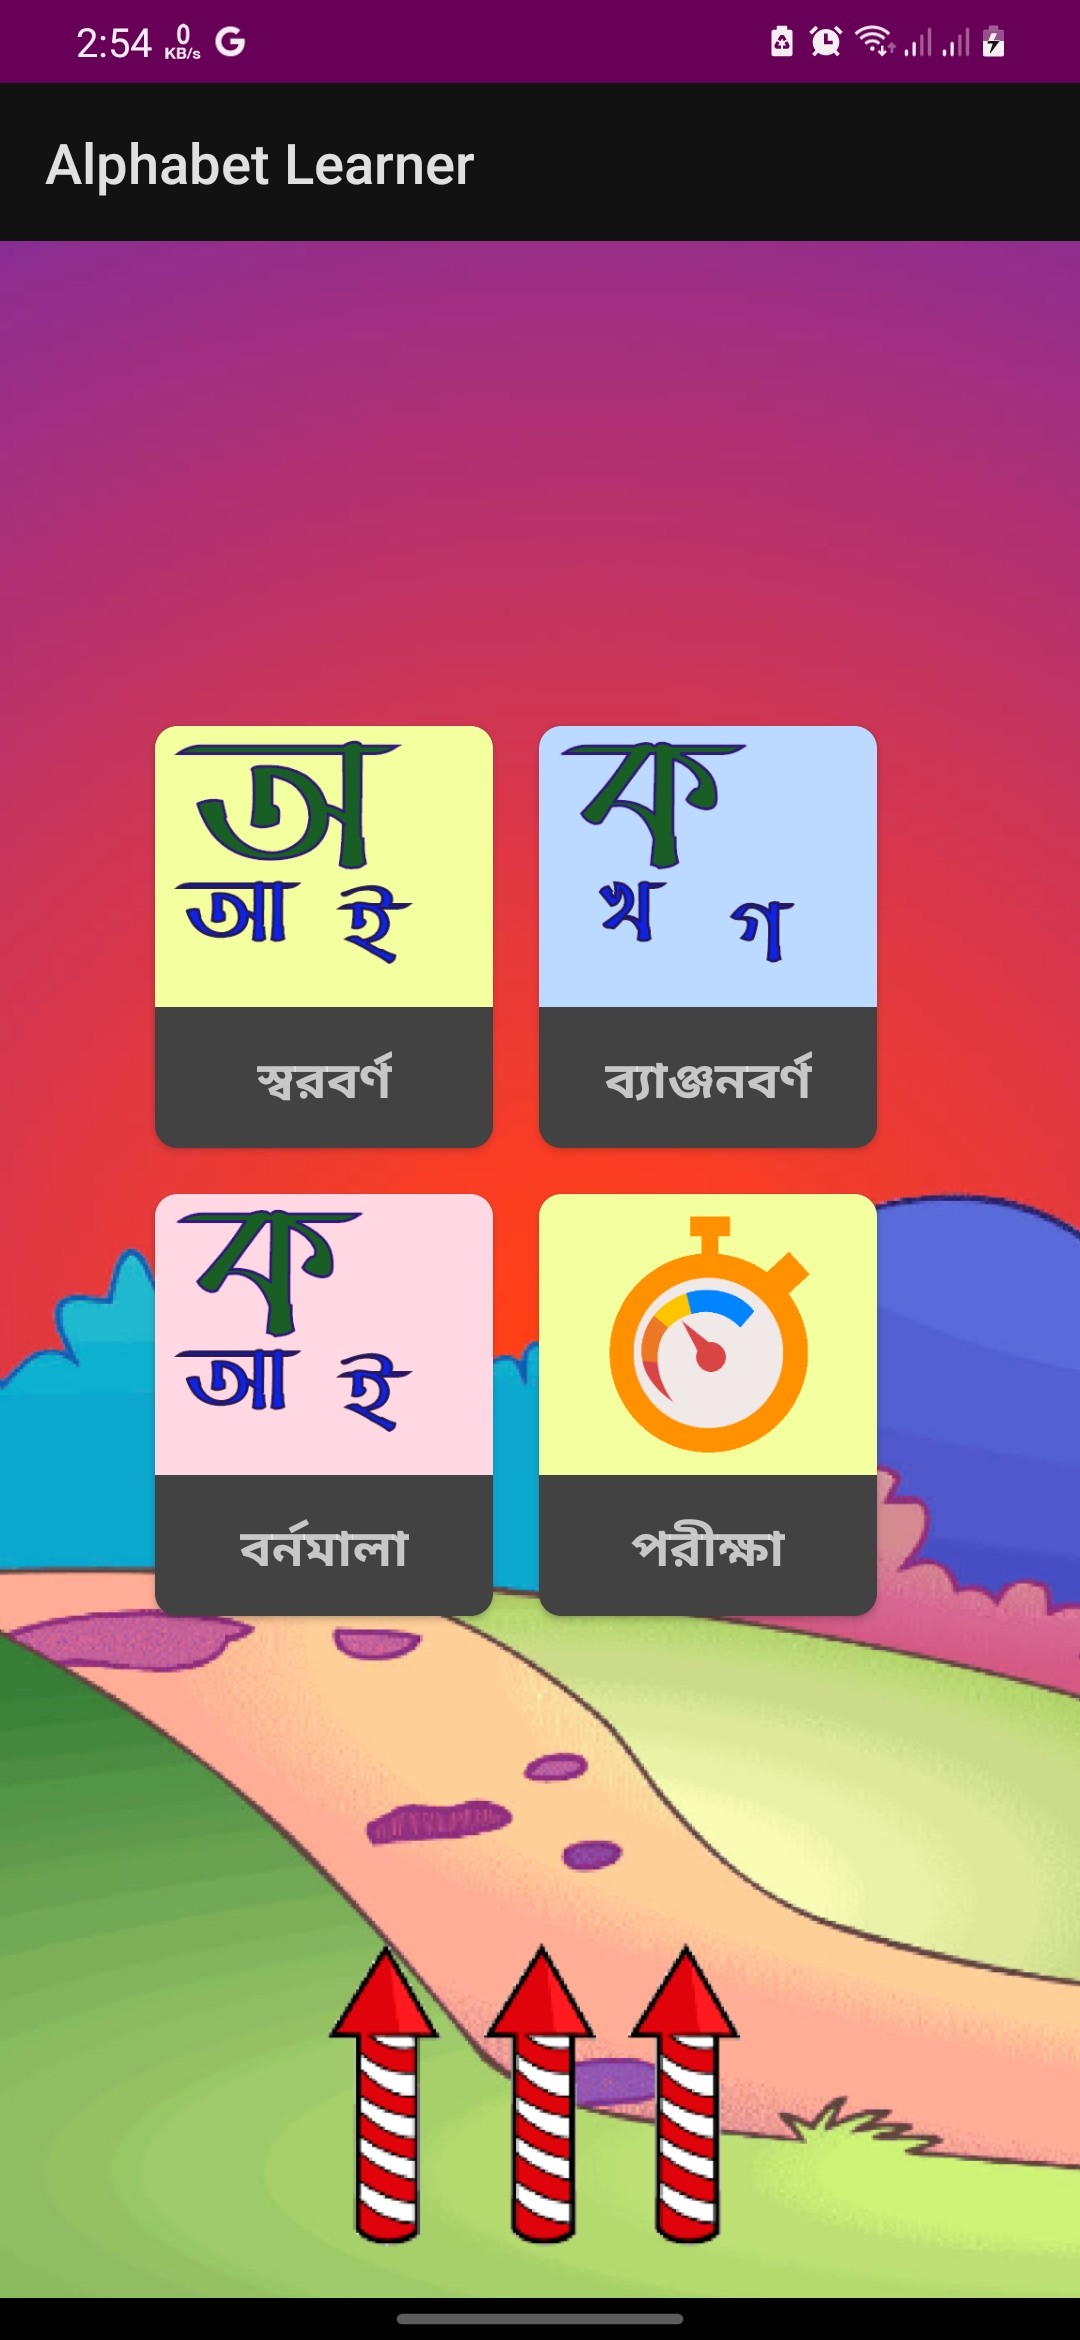 2:54 0 KB/s G
Alphabet Learner
অ
আ ই
ক
খ গ
স্বরবর্ণ
ব্যাঞ্জনবর্ণ
ক
আ ই
বর্নমালা
পরীক্ষা